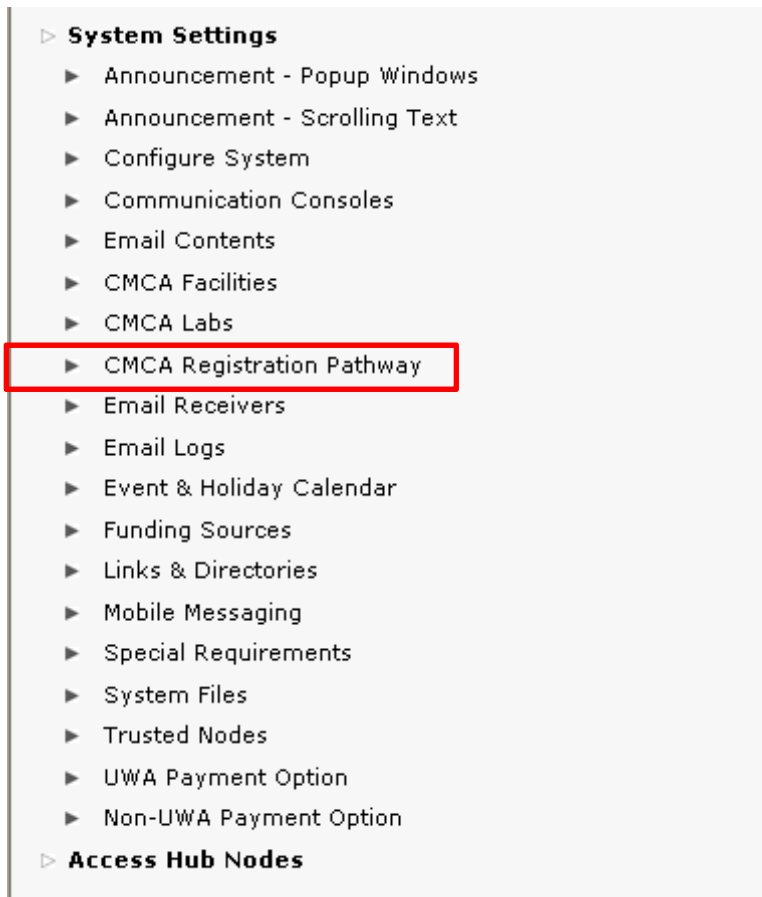 System Settings
Announcement - Popup Windows
Announcement - Scrolling Text
Configure System
Communication Consoles
Email Contents
CMCA Facilities
CMCA Labs
CMCA Registration Pathway
Email Receivers
Email Logs
Event & Holiday Calendar
Funding Sources
Links & Directories
Mobile Messaging
Special Requirements
System Files
Trusted Nodes
UWA Payment Option
Non-UWA Payment Option
Access Hub Nodes